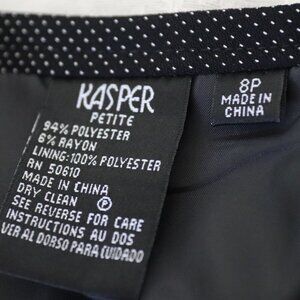 KASPER
PETITE
94% POLYESTER
6% RAYON
LINING: 100% POLYESTER
RN 50610
MADE IN CHINA
DRY CLEAN Ⓟ
SEE REVERSE FOR CARE
INSTRUCTIONS AU DOS
VER AL DORSO PARA CUIDADO
8P
MADE IN
CHINA